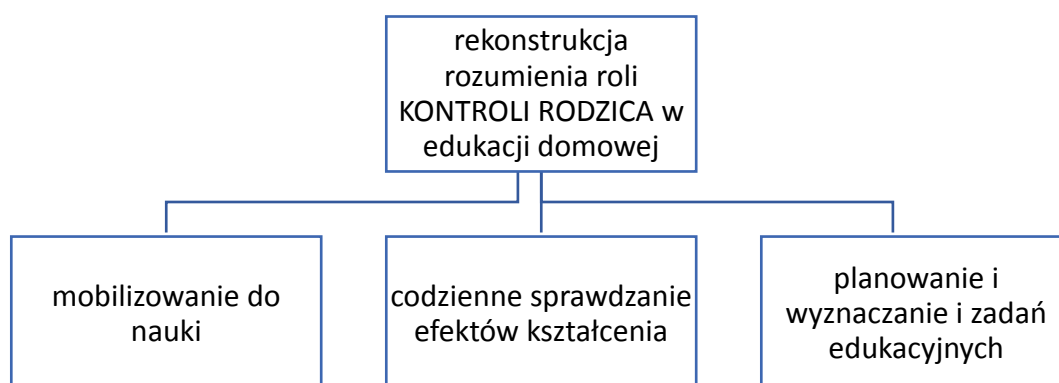 rekonstrukcja
rozumienia roli
KONTROLI RODZICA w
edukacji domowej
mobilizowanie do
nauki
codzienne sprawdzanie
efektów kształcenia
planowanie i
wyznaczanie i zadań
edukacyjnych